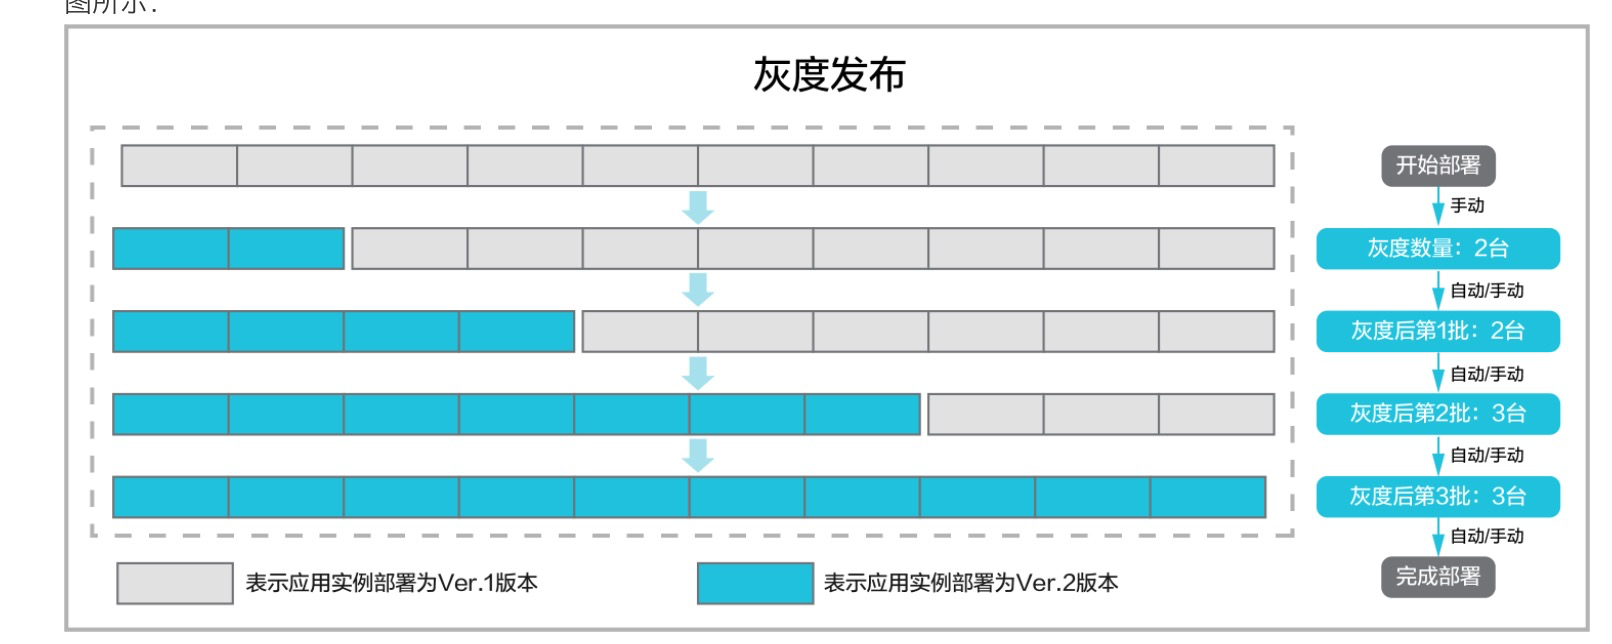 图所示：
灰度发布
开始部署
手动
灰度数量：2台
自动/手动
灰度后第1批：2台
自动/手动
灰度后第2批：3台
自动/手动
灰度后第3批：3台
自动/手动
完成部署
表示应用实例部署为Ver.1版本
表示应用实例部署为Ver.2版本